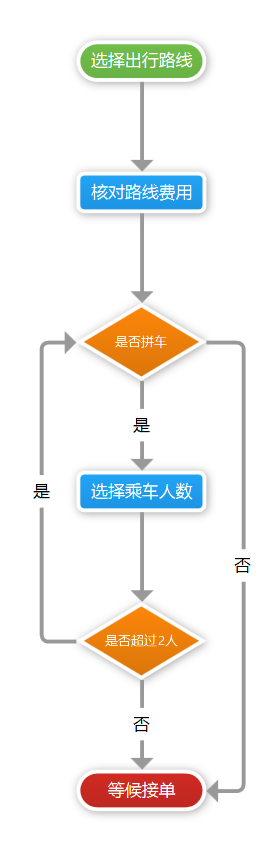 选择出行路线
核对路线费用
是否拼车
是
选择乘车人数
是
否
是否超过2人
否
等候接单